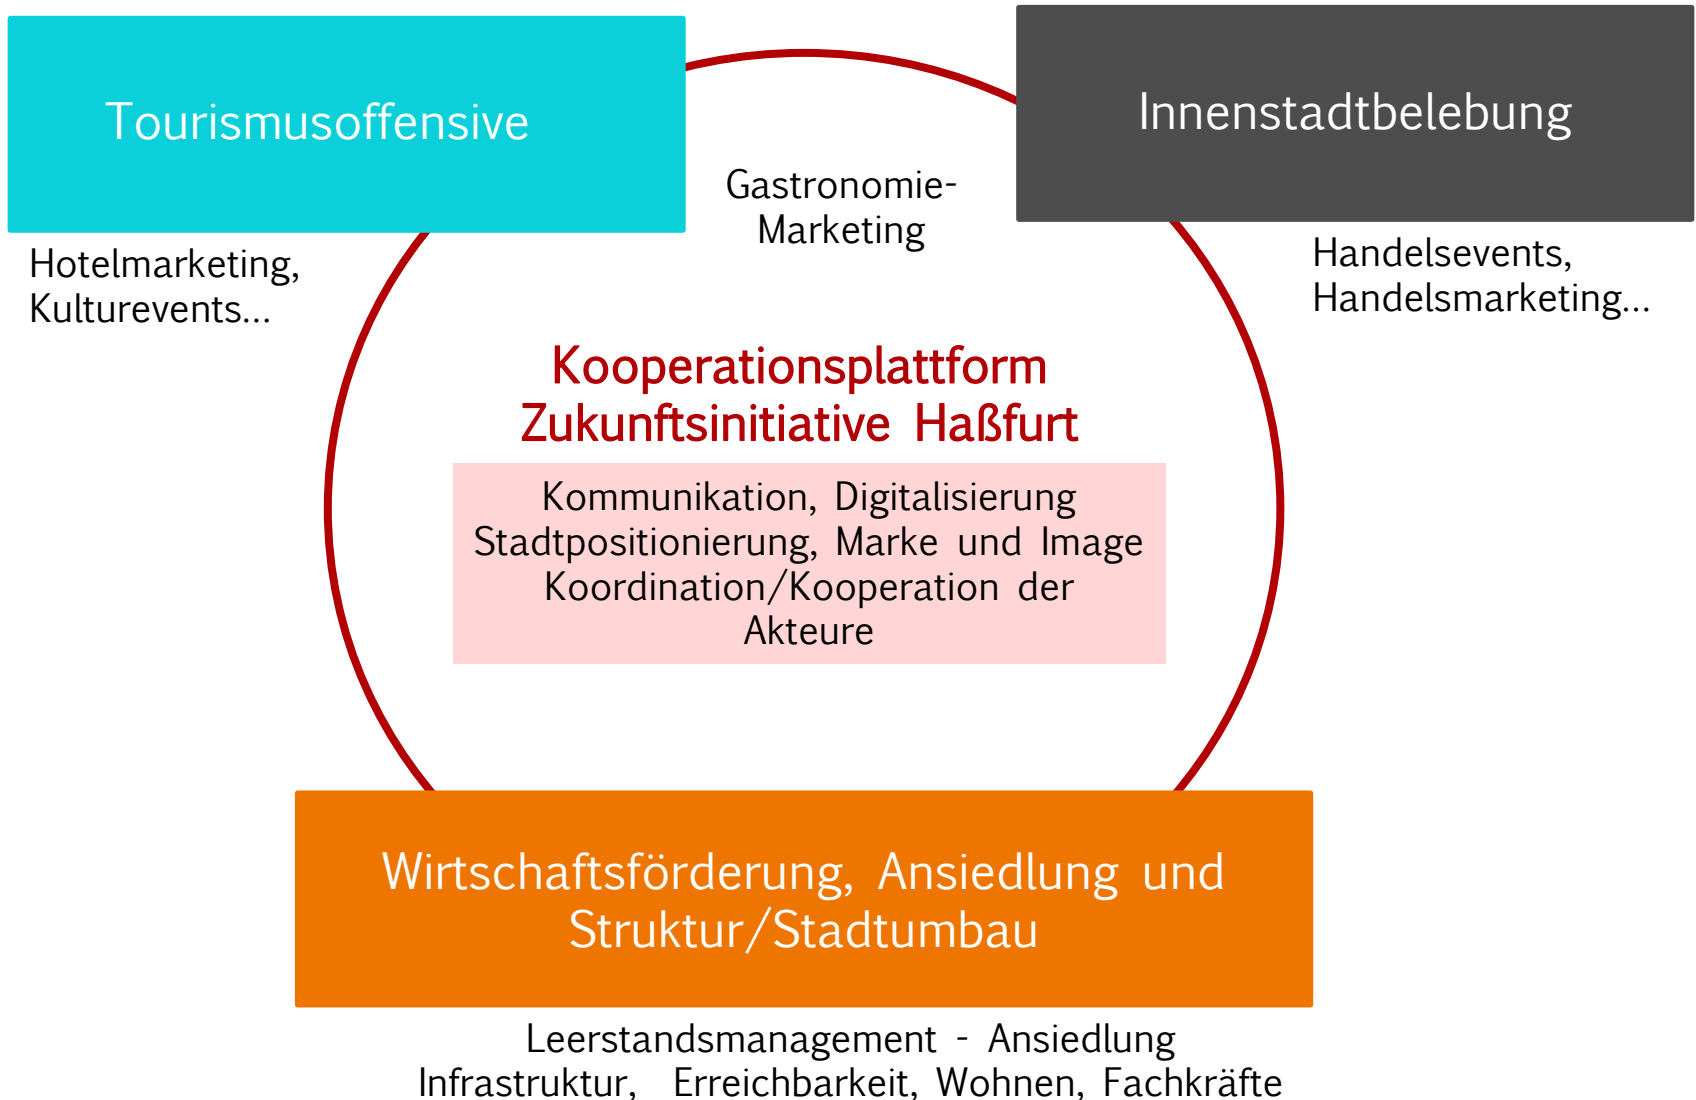 Tourismusoffensive
Innenstadtbelebung
Gastronomie-
Marketing
Hotelmarketing,
Kulturevents...
Handelsevents,
Handelsmarketing...
Kooperationsplattform
Zukunftsinitiative Haßfurt
Kommunikation, Digitalisierung
Stadtpositionierung, Marke und Image
Koordination/Kooperation der
Akteure
Wirtschaftsförderung, Ansiedlung und
Struktur/Stadtumbau
Leerstandsmanagement - Ansiedlung
Infrastruktur, Erreichbarkeit, Wohnen, Fachkräfte